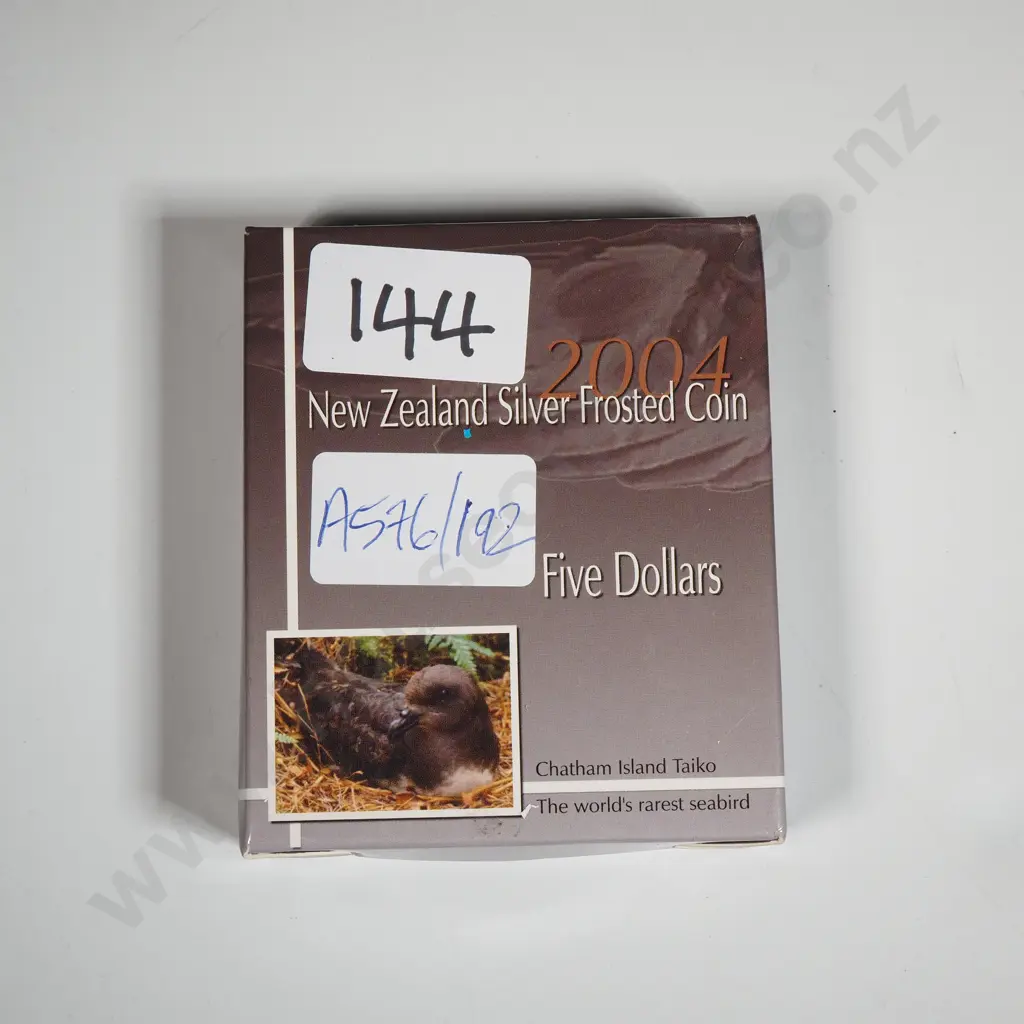 144
2004
New Zealand Silver Frosted Coin
A576/192
Five Dollars
Chatham Island Taiko
The world's rarest seabird